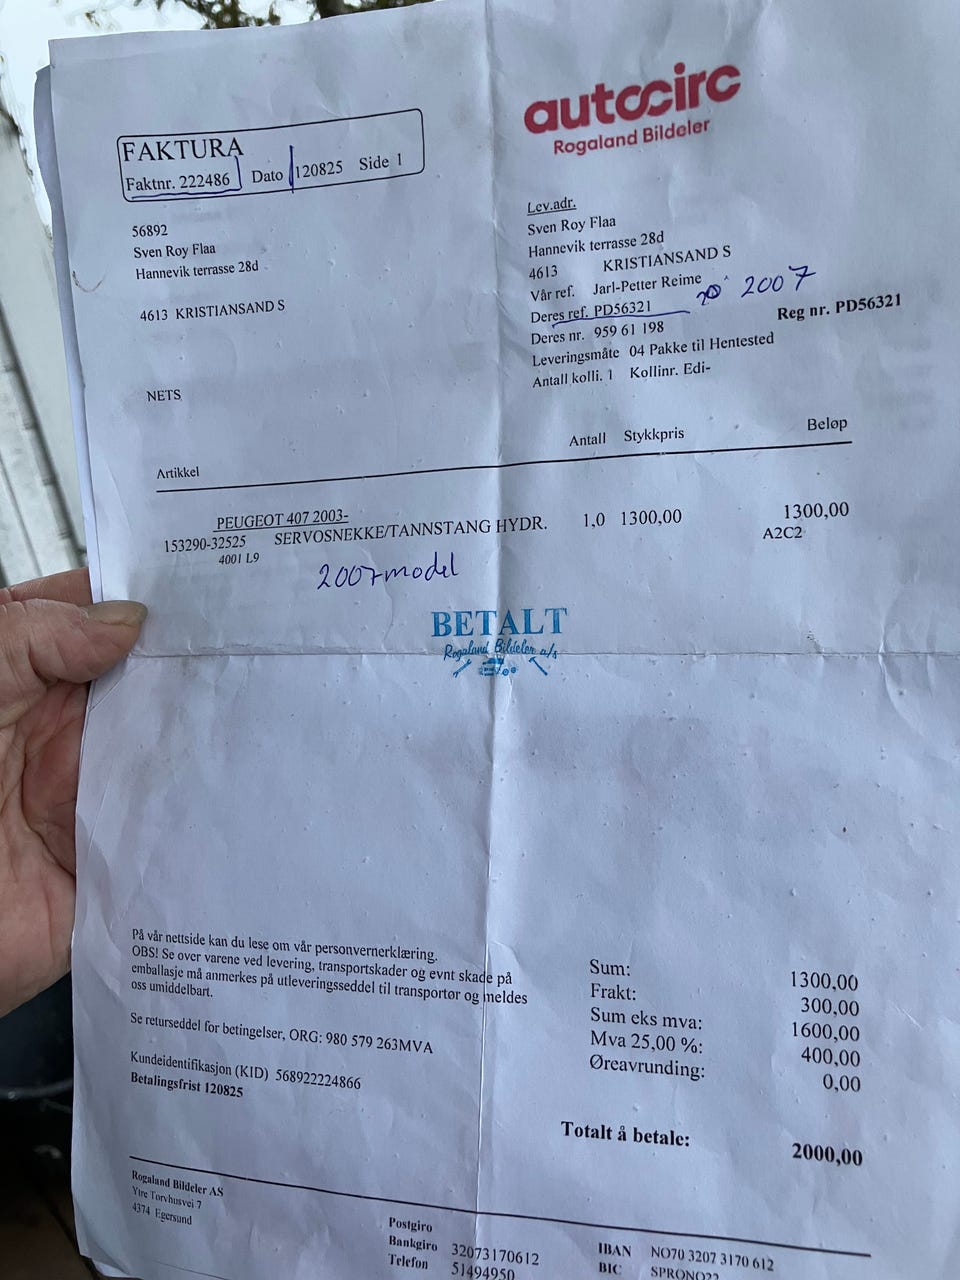 autocirc
Rogaland Bildeler
FAKTURA
Faktnr. 222486 Dato 120825 Side 1
56892
Sven Roy Flaa
Hannevik terrasse 28d
4613 KRISTIANSAND S
NETS
Lev.adr.
Sven Roy Flaa
Hannevik terrasse 28d
4613 KRISTIANSAND S
Vår ref. Jarl-Petter Reime
2007
Deres ref. PD56321
Reg nr. PD56321
Deres nr. 959 61 198
Leveringsmåte 04 Pakke til Hentested
Antall kolli. 1 Kollinr. Edi-
Artikkel Antall Stykkpris Beløp
PEUGEOT 407 2003-
153290-32525 SERVOSNEKKE/TANNSTANG HYDR. 1,0 1300,00 1300,00
4001 L9 A2C2
2007 model
BETALT
Rogaland Bildeler a/s
På vår nettside kan du lese om vår personvernerklæring.
OBS! Se over varene ved levering, transportskader og evnt skade på
emballasje må anmerkes på utleveringsseddel til transportør og meldes
oss umiddelbart.
Se returseddel for betingelser, ORG: 980 579 263MVA
Kundeidentifikasjon (KID) 568922224866
Betalingsfrist 120825
Sum: 1300,00
Frakt: 300,00
Sum eks mva: 1600,00
Mva 25,00 %: 400,00
Øreavrunding: 0,00
Totalt å betale: 2000,00
Rogaland Bildeler AS
Ytre Torvhusvei 7
4374 Egersund
Postgiro
Bankgiro 32073170612
Telefon 51494950
IBAN NO70 3207 3170 612
BIC SPRONO22